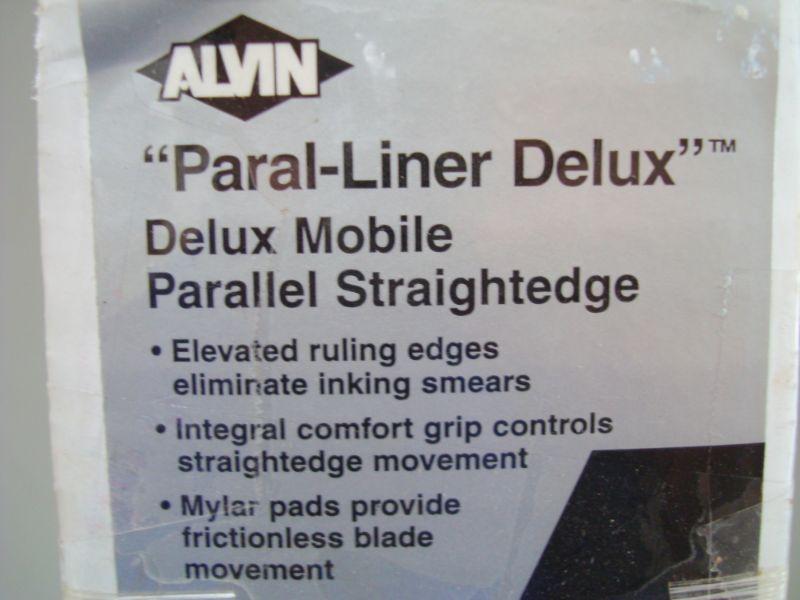 ALVIN
“Paral-Liner Delux”™
Delux Mobile
Parallel Straightedge
• Elevated ruling edges
eliminate inking smears
• Integral comfort grip controls
straightedge movement
• Mylar pads provide
frictionless blade
movement